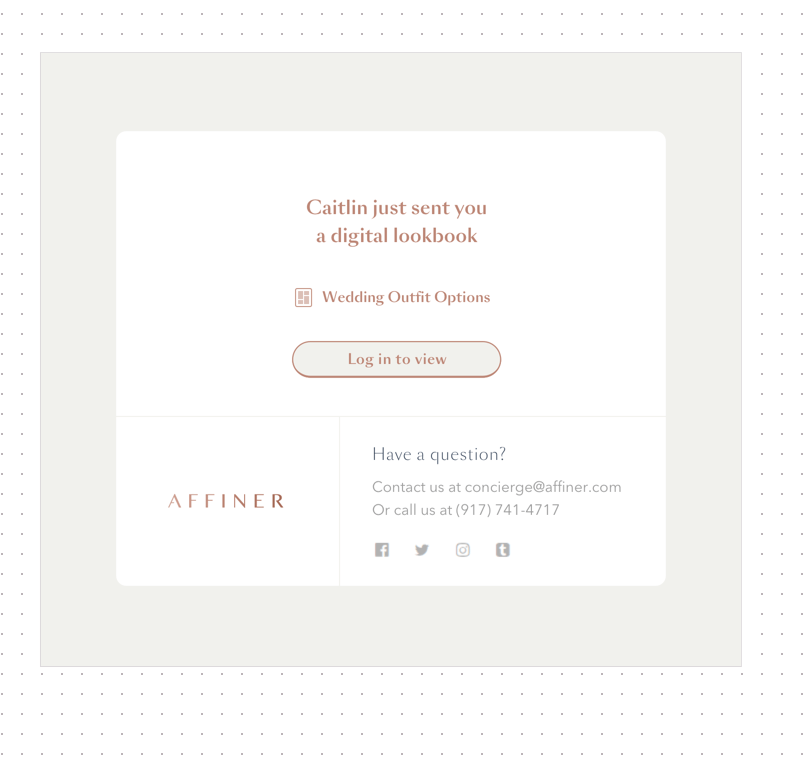 Caitlin just sent you
a digital lookbook
Wedding Outfit Options
Log in to view
AFFINER
Have a question?
Contact us at concierge@affiner.com
Or call us at (917) 741-4717